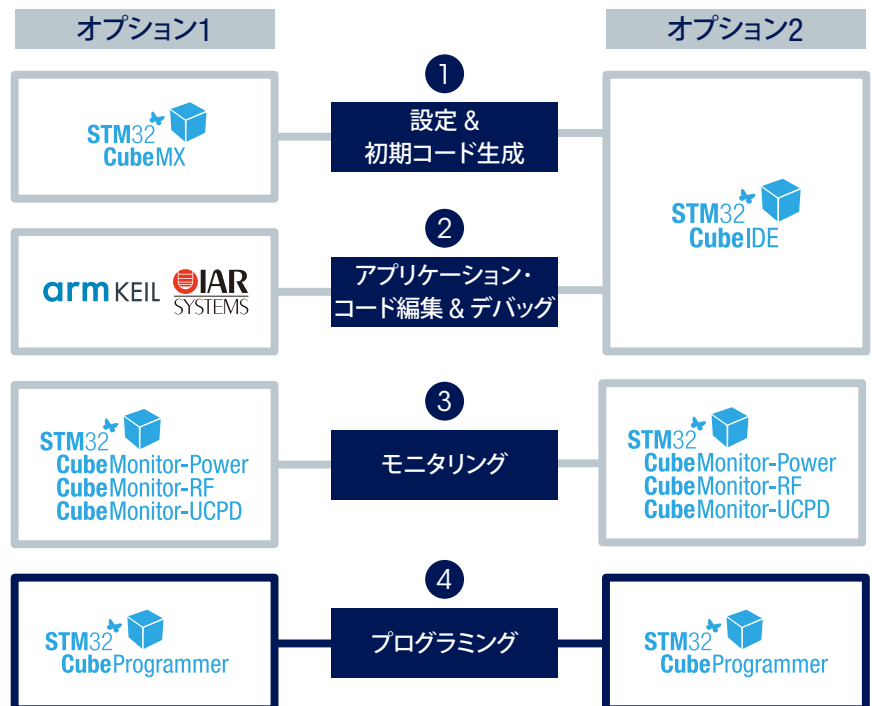 オプション1
オプション2
1
設定 &
初期コード生成
STM32
CubeMX
STM32
CubeIDE
2
アプリケーション・
コード編集 & デバッグ
arm KEIL
IAR
SYSTEMS
3
モニタリング
STM32
CubeMonitor-Power
CubeMonitor-RF
CubeMonitor-UCPD
STM32
CubeMonitor-Power
CubeMonitor-RF
CubeMonitor-UCPD
4
プログラミング
STM32
CubeProgrammer
STM32
CubeProgrammer